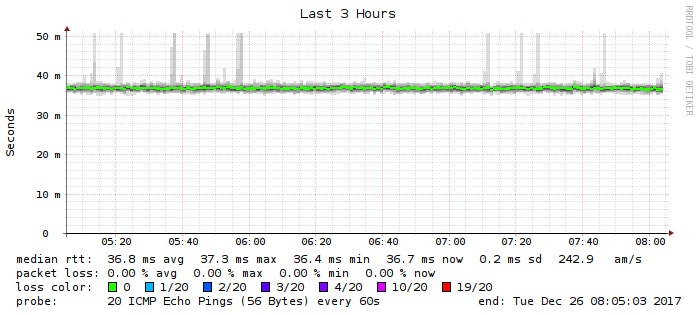 Last 3 Hours
RRDTOOL / TOBI OETIKER
Seconds
50 m
40 m
30 m
20 m
10 m
0
05:20 05:40 06:00 06:20 06:40 07:00 07:20 07:40 08:00
median rtt: 36.8 ms avg 37.3 ms max 36.4 ms min 36.7 ms now 0.2 ms sd 242.9 am/s
packet loss: 0.00 % avg 0.00 % max 0.00 % min 0.00 % now
loss color: 0 1/20 2/20 3/20 4/20 10/20 19/20
probe: 20 ICMP Echo Pings (56 Bytes) every 60s end: Tue Dec 26 08:05:03 2017